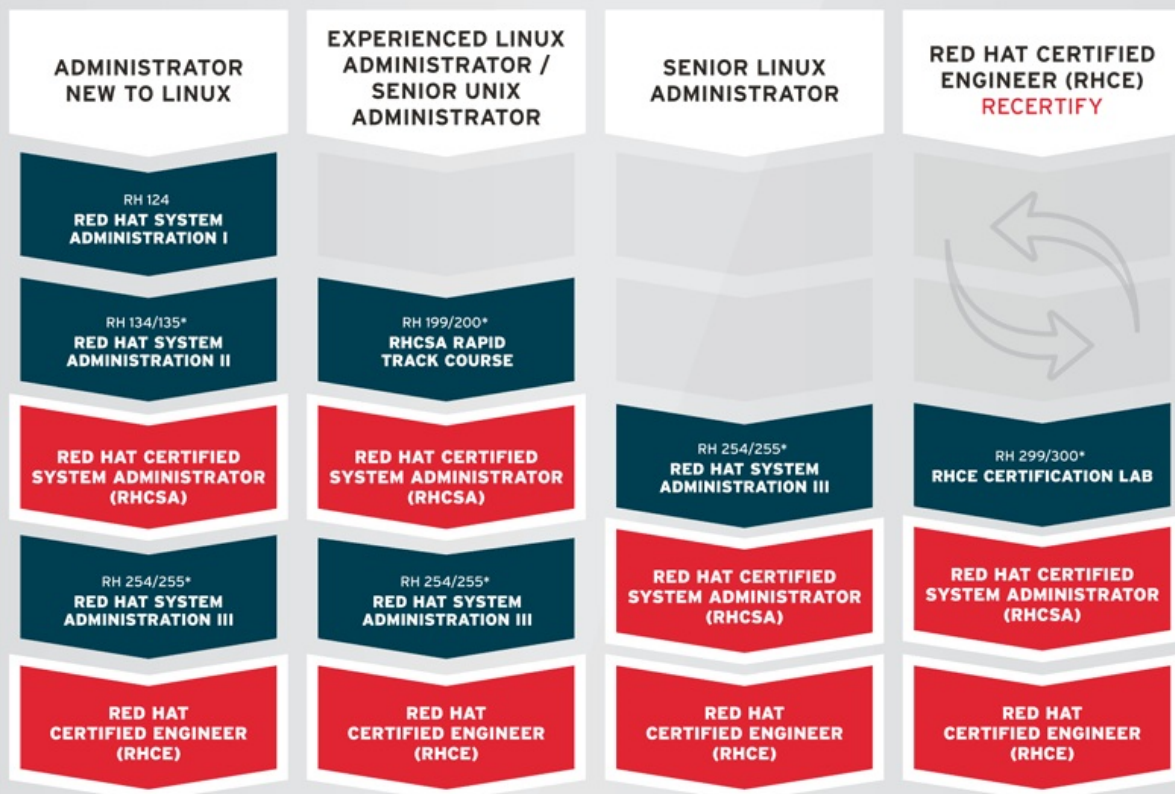 ADMINISTRATOR
NEW TO LINUX
RH 124
RED HAT SYSTEM
ADMINISTRATION I
RH 134/135*
RED HAT SYSTEM
ADMINISTRATION II
RED HAT CERTIFIED
SYSTEM ADMINISTRATOR
(RHCSA)
RH 254/255*
RED HAT SYSTEM
ADMINISTRATION III
RED HAT
CERTIFIED ENGINEER
(RHCE)
EXPERIENCED LINUX
ADMINISTRATOR /
SENIOR UNIX
ADMINISTRATOR
RH 199/200*
RHCSA RAPID
TRACK COURSE
RED HAT CERTIFIED
SYSTEM ADMINISTRATOR
(RHCSA)
RH 254/255*
RED HAT SYSTEM
ADMINISTRATION III
RED HAT
CERTIFIED ENGINEER
(RHCE)
SENIOR LINUX
ADMINISTRATOR
RH 254/255*
RED HAT SYSTEM
ADMINISTRATION III
RED HAT CERTIFIED
SYSTEM ADMINISTRATOR
(RHCSA)
RED HAT
CERTIFIED ENGINEER
(RHCE)
RED HAT CERTIFIED
ENGINEER (RHCE)
RECERTIFY
RH 299/300*
RHCE CERTIFICATION LAB
RED HAT CERTIFIED
SYSTEM ADMINISTRATOR
(RHCSA)
RED HAT
CERTIFIED ENGINEER
(RHCE)